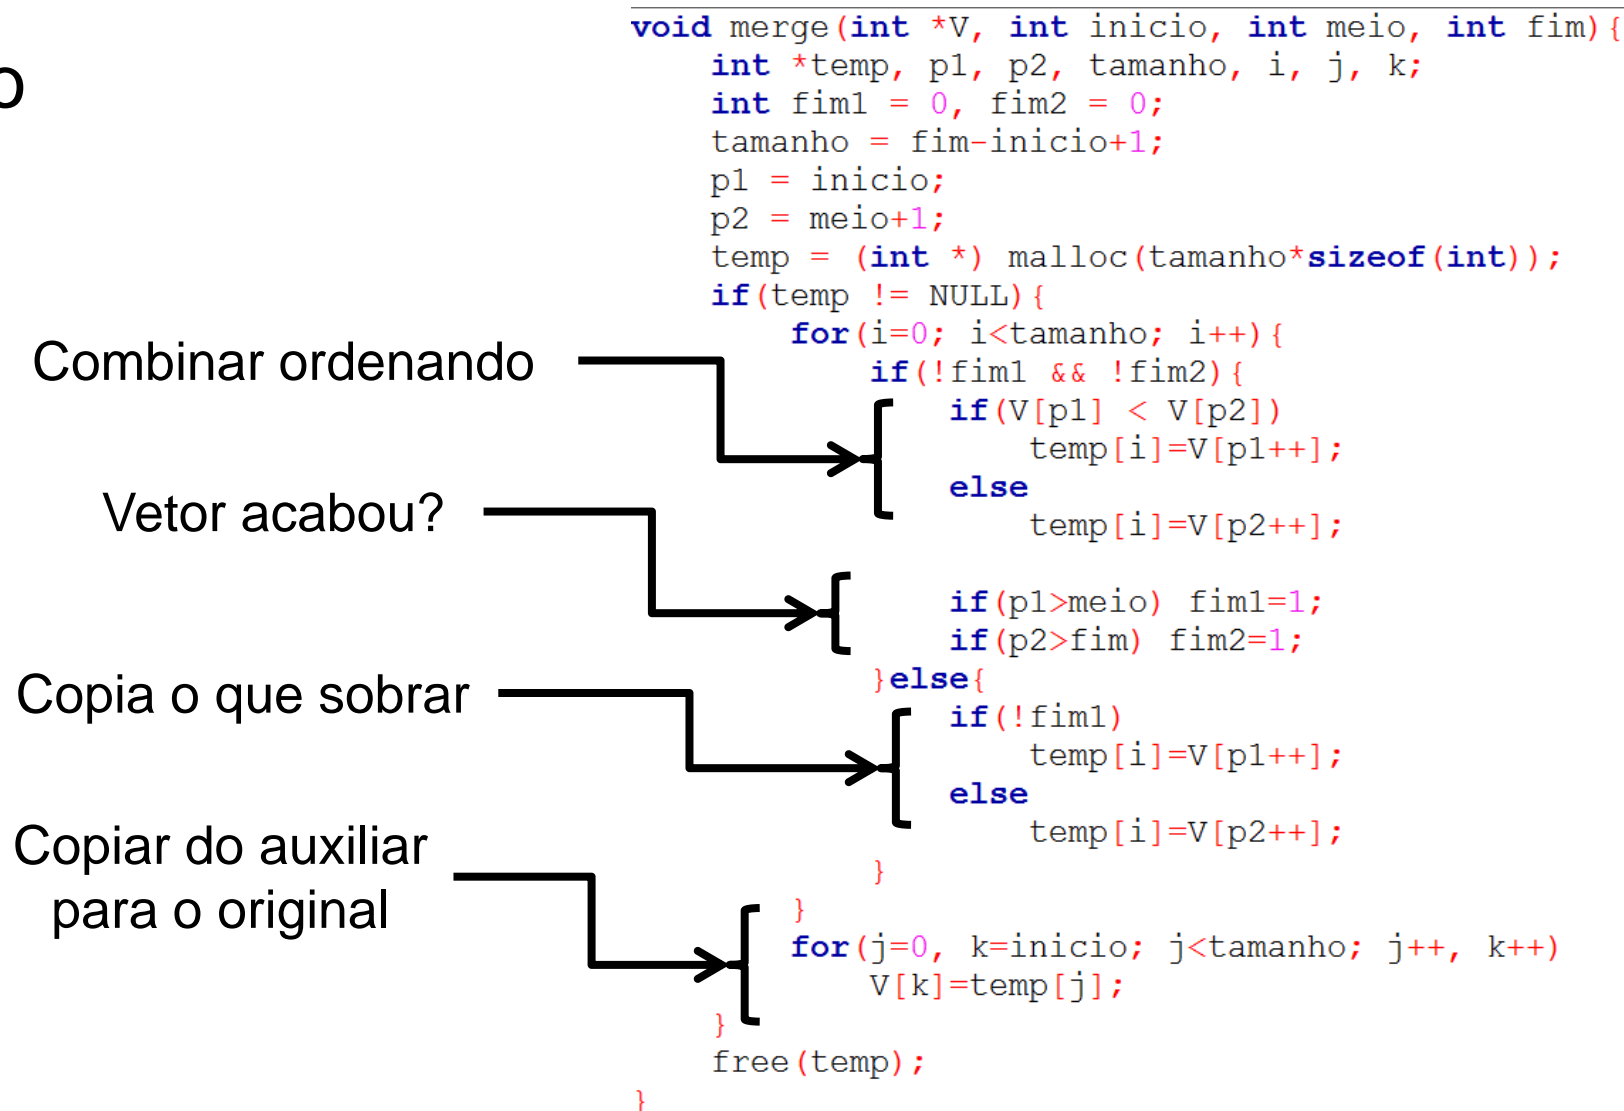 void merge(int *V, int inicio, int meio, int fim){
int *temp, p1, p2, tamanho, i, j, k;
int fim1 = 0, fim2 = 0;
tamanho = fim-inicio+1;
p1 = inicio;
p2 = meio+1;
temp = (int *) malloc(tamanho*sizeof(int));
if(temp != NULL){
for(i=0; i<tamanho; i++){
if(!fim1 && !fim2){
if(V[p1] < V[p2])
temp[i]=V[p1++];
else
temp[i]=V[p2++];
if(p1>meio) fim1=1;
if(p2>fim) fim2=1;
}else{
if(!fim1)
temp[i]=V[p1++];
else
temp[i]=V[p2++];
}
}
for(j=0, k=inicio; j<tamanho; j++, k++)
V[k]=temp[j];
}
free(temp);
}
o
Combinar ordenando
Vetor acabou?
Copia o que sobrar
Copiar do auxiliar
para o original